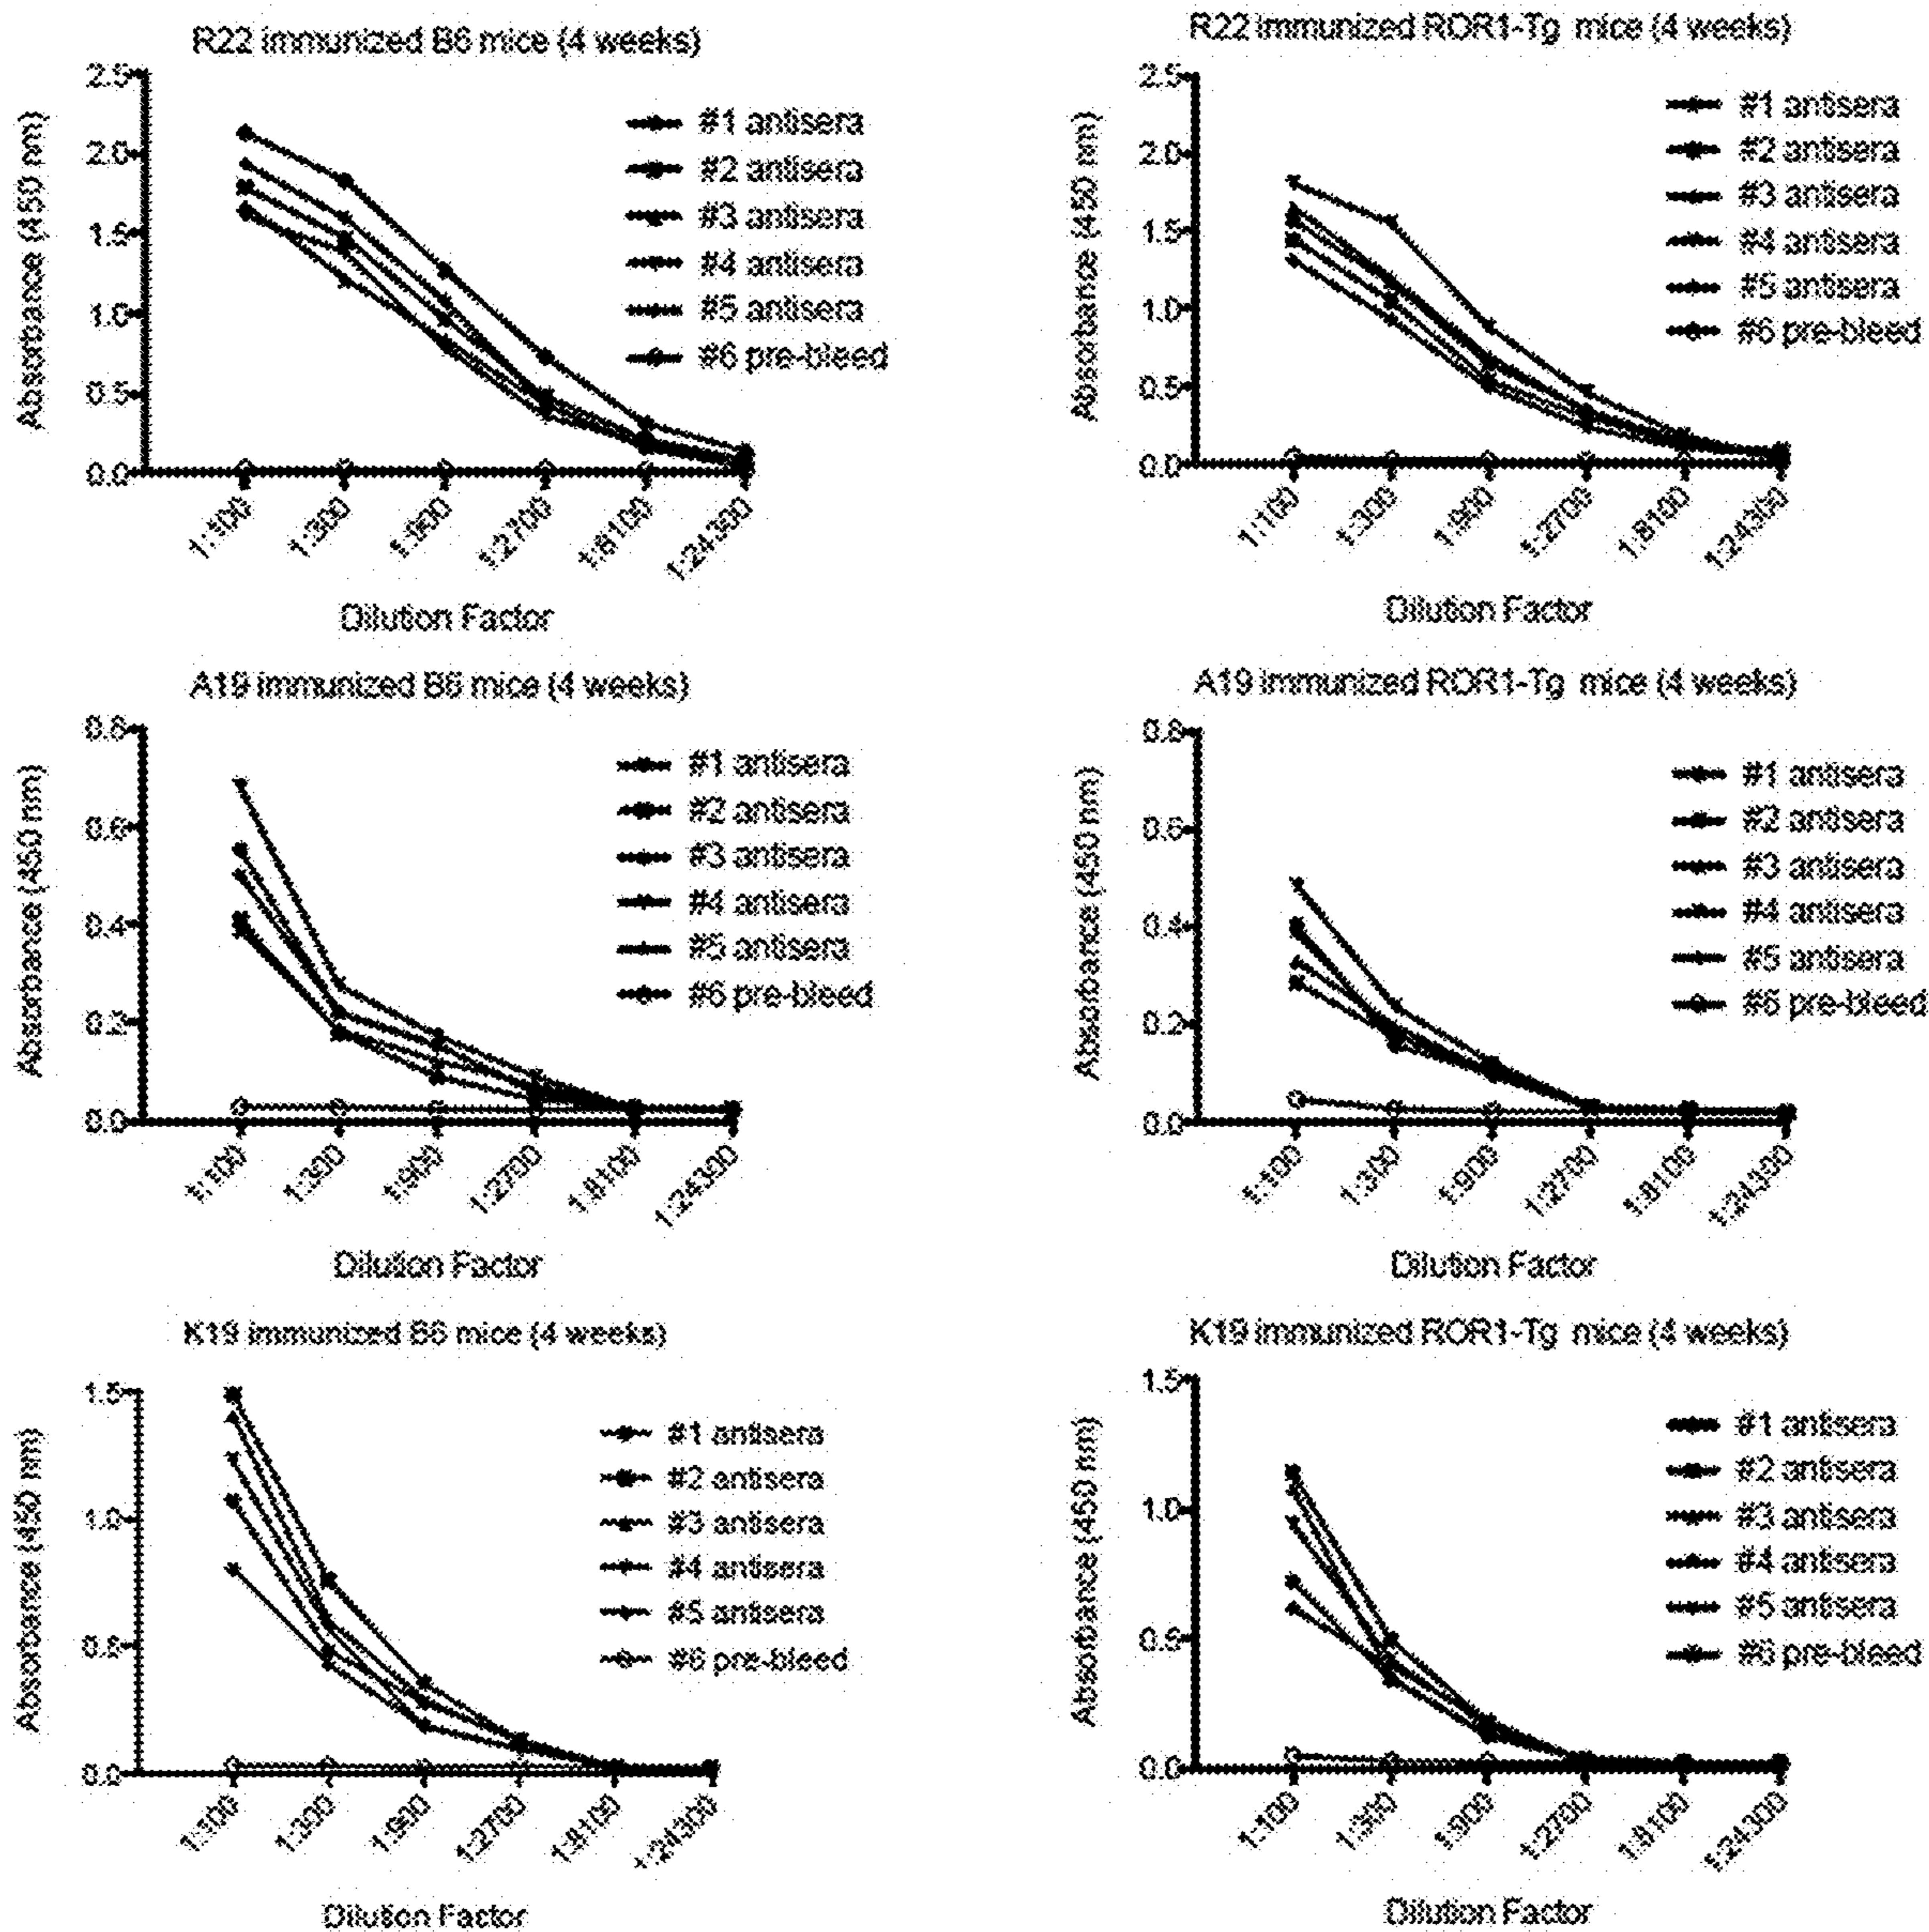 R22 immunized B6 mice (4 weeks)
Absorbance (450 nm)
2.5
2.0
1.5
1.0
0.5
0.0
#1 antisera
#2 antisera
#3 antisera
#4 antisera
#5 antisera
#6 pre-bleed
1:100
1:300
1:900
1:2700
1:8100
1:24300
Dilution Factor
R22 immunized ROR1-Tg mice (4 weeks)
Absorbance (450 nm)
2.5
2.0
1.5
1.0
0.5
0.0
#1 antisera
#2 antisera
#3 antisera
#4 antisera
#5 antisera
#6 pre-bleed
1:100
1:300
1:900
1:2700
1:8100
1:24300
Dilution Factor
A19 immunized B6 mice (4 weeks)
Absorbance (450 nm)
0.8
0.6
0.4
0.2
0.0
#1 antisera
#2 antisera
#3 antisera
#4 antisera
#5 antisera
#6 pre-bleed
1:100
1:300
1:900
1:2700
1:8100
1:24300
Dilution Factor
A19 immunized ROR1-Tg mice (4 weeks)
Absorbance (450 nm)
0.8
0.6
0.4
0.2
0.0
#1 antisera
#2 antisera
#3 antisera
#4 antisera
#5 antisera
#6 pre-bleed
1:100
1:300
1:900
1:2700
1:8100
1:24300
Dilution Factor
K19 immunized B6 mice (4 weeks)
Absorbance (450 nm)
1.5
1.0
0.5
0.0
#1 antisera
#2 antisera
#3 antisera
#4 antisera
#5 antisera
#6 pre-bleed
1:100
1:300
1:900
1:2700
1:8100
1:24300
Dilution Factor
K19 immunized ROR1-Tg mice (4 weeks)
Absorbance (450 nm)
1.5
1.0
0.5
0.0
#1 antisera
#2 antisera
#3 antisera
#4 antisera
#5 antisera
#6 pre-bleed
1:100
1:300
1:900
1:2700
1:8100
1:24300
Dilution Factor